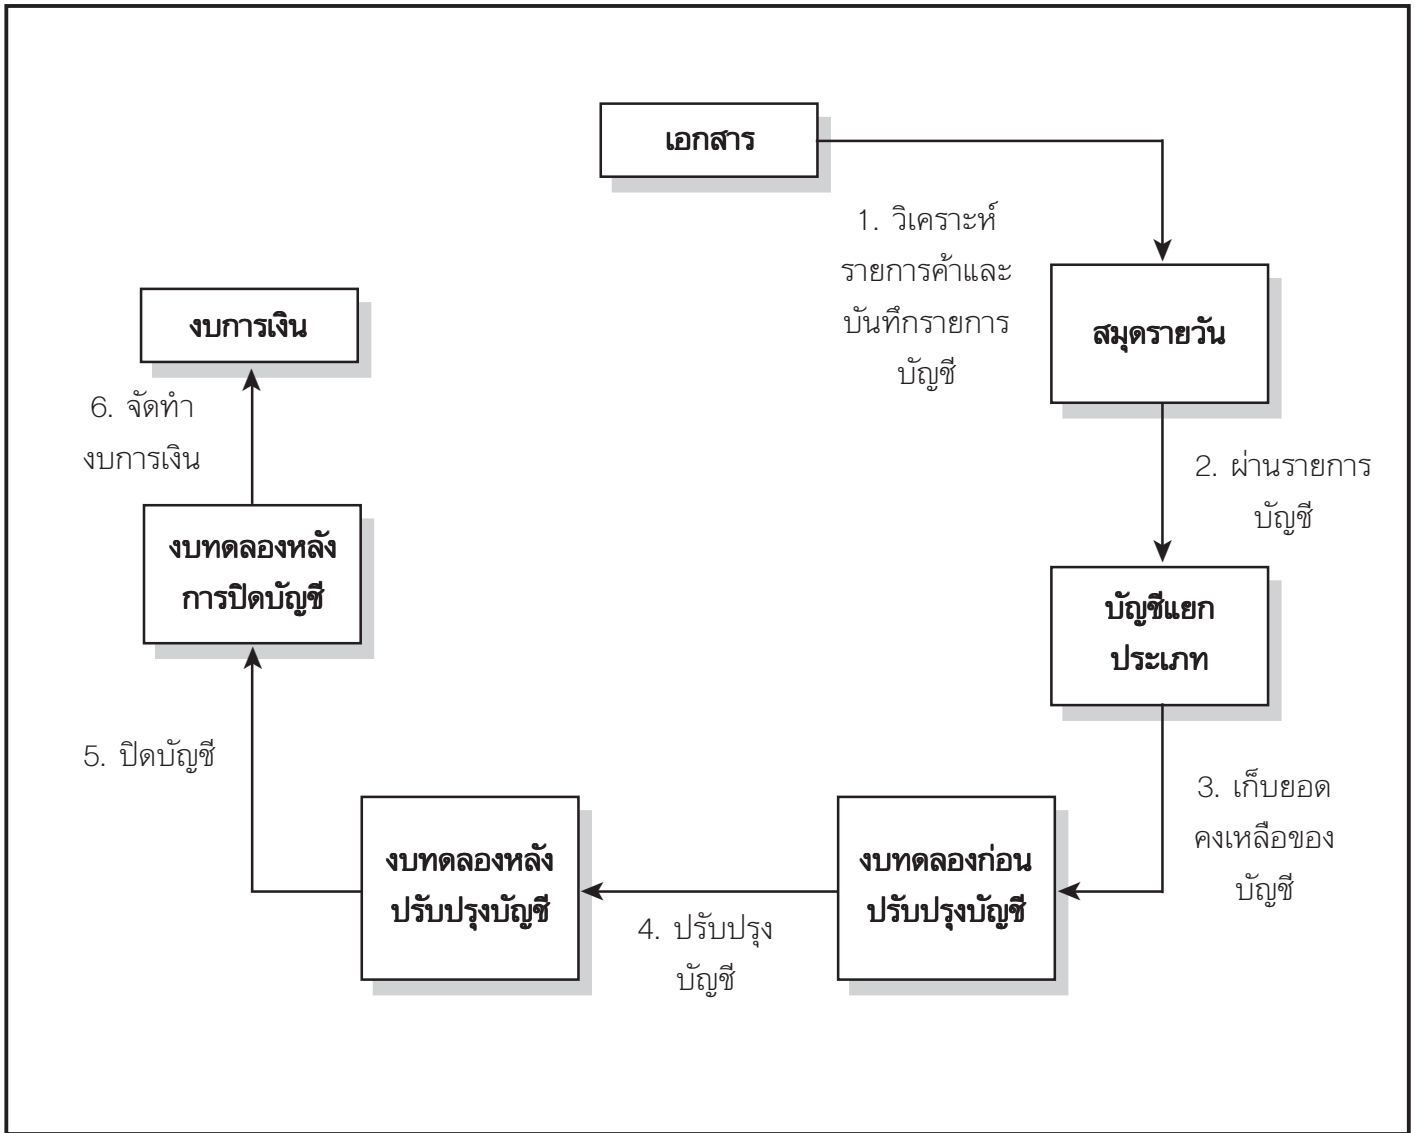 เอกสาร
1. วิเคราะห์
รายการค้าและ
บันทึกรายการ
บัญชี
สมุดรายวัน
2. ผ่านรายการ
บัญชี
บัญชีแยก
ประเภท
3. เก็บยอด
คงเหลือของ
บัญชี
งบทดลองก่อน
ปรับปรุงบัญชี
4. ปรับปรุง
บัญชี
งบทดลองหลัง
ปรับปรุงบัญชี
5. ปิดบัญชี
งบทดลองหลัง
การปิดบัญชี
6. จัดทำ
งบการเงิน
งบการเงิน